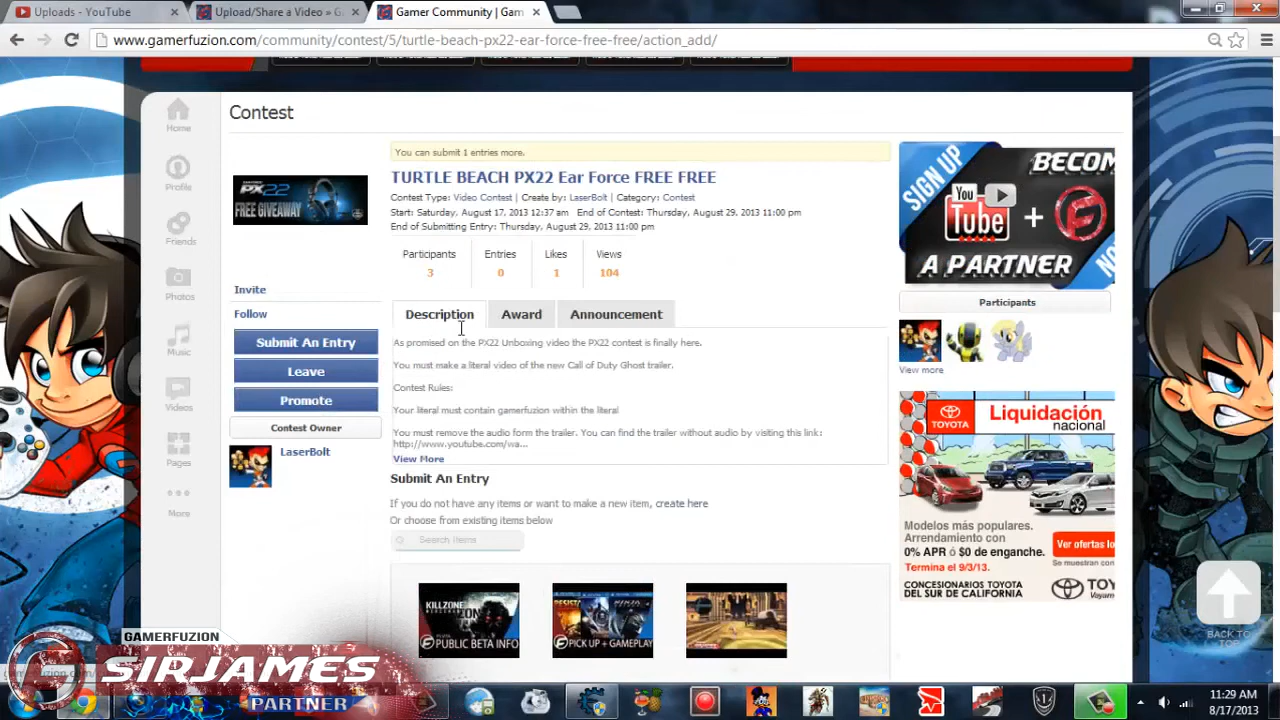 Uploads - YouTube
Upload/Share a Video » G
Gamer Community | Gam
www.gamerfuzion.com/community/contest/5/turtle-beach-px22-ear-force-free-free/action_add/
Contest
Home
Profile
Friends
Photos
Music
Videos
Pages
More
PX22
FREE GIVEAWAY
Invite
Follow
Submit An Entry
Leave
Promote
Contest Owner
LaserBolt
You can submit 1 entries more.
TURTLE BEACH PX22 Ear Force FREE FREE
Contest Type: Video Contest | Create by: LaserBolt | Category: Contest
Start: Saturday, August 17, 2013 12:37 am End of Contest: Thursday, August 29, 2013 11:00 pm
End of Submitting Entry: Thursday, August 29, 2013 11:00 pm
Participants Entries Likes Views
3 0 1 104
Description Award Announcement
As promised on the PX22 Unboxing video the PX22 contest is finally here.
You must make a literal video of the new Call of Duty Ghost trailer.
Contest Rules:
Your literal must contain gamerfuzion within the literal
You must remove the audio form the trailer. You can find the trailer without audio by visiting this link:
http://www.youtube.com/wa...
View More
Submit An Entry
If you do not have any items or want to make a new item, create here
Or choose from existing items below
Search Items
KILLZONE
PUBLIC BETA INFO
PICK UP + GAMEPLAY
SIGN UP
BECOM
You Tube + F
A PARTNER
NO
Participants
View more
TOYOTA
Liquidación
nacional
Modelos más populares.
Arrendamiento con
0% APR ó $0 de enganche.
Termina el 9/3/13.
Ver ofertas lo
CONCESIONARIOS TOYOTA
DEL SUR DE CALIFORNIA
BACK TO
TOP
GAMERFUZION
SIRJAMES
PARTNER
11:29 AM
8/17/2013